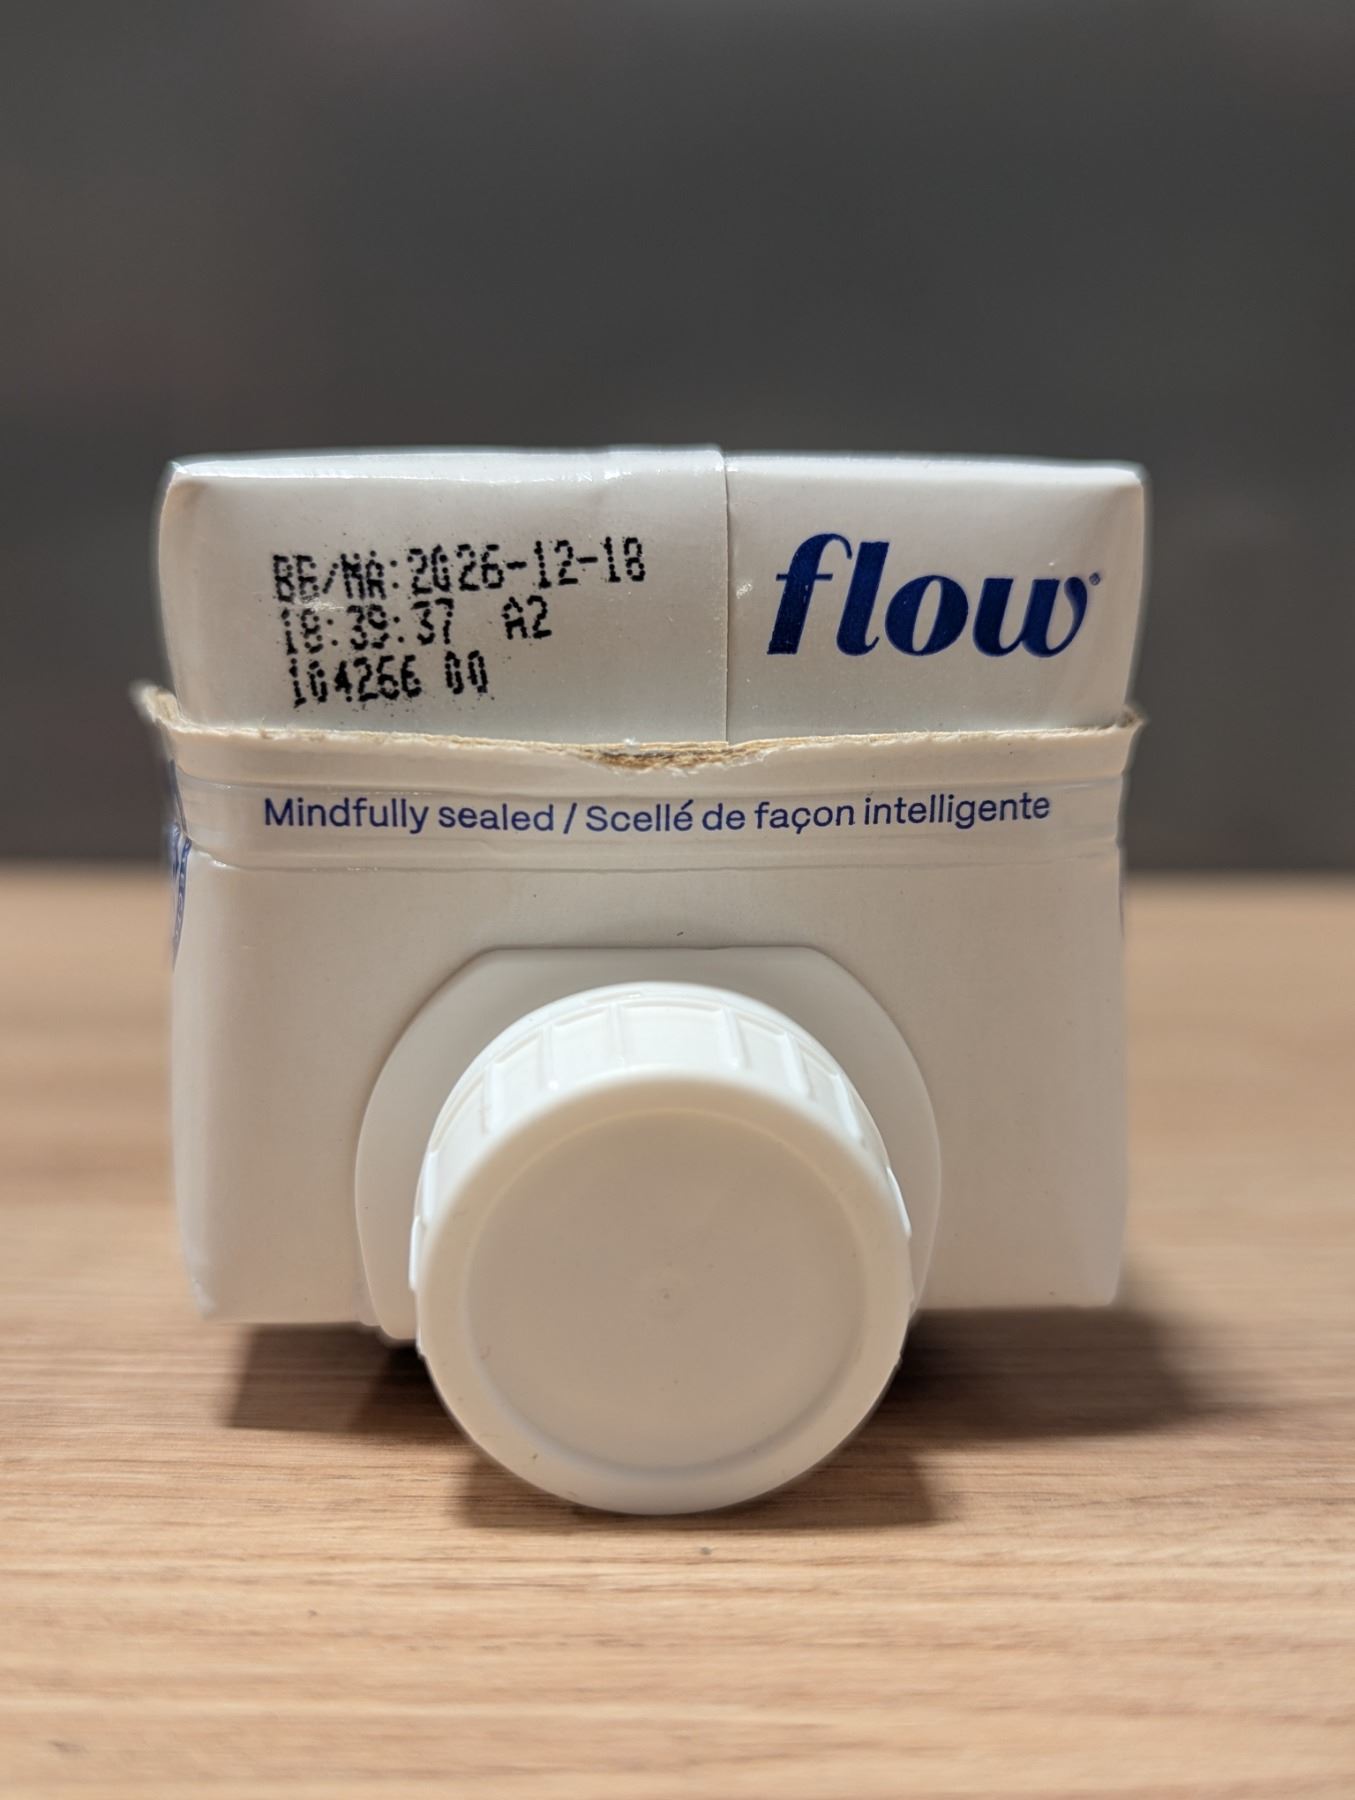 BB/MA:2026-12-18
18:39:37 A2
104266 00
flow
Mindfully sealed / Scellé de façon intelligente